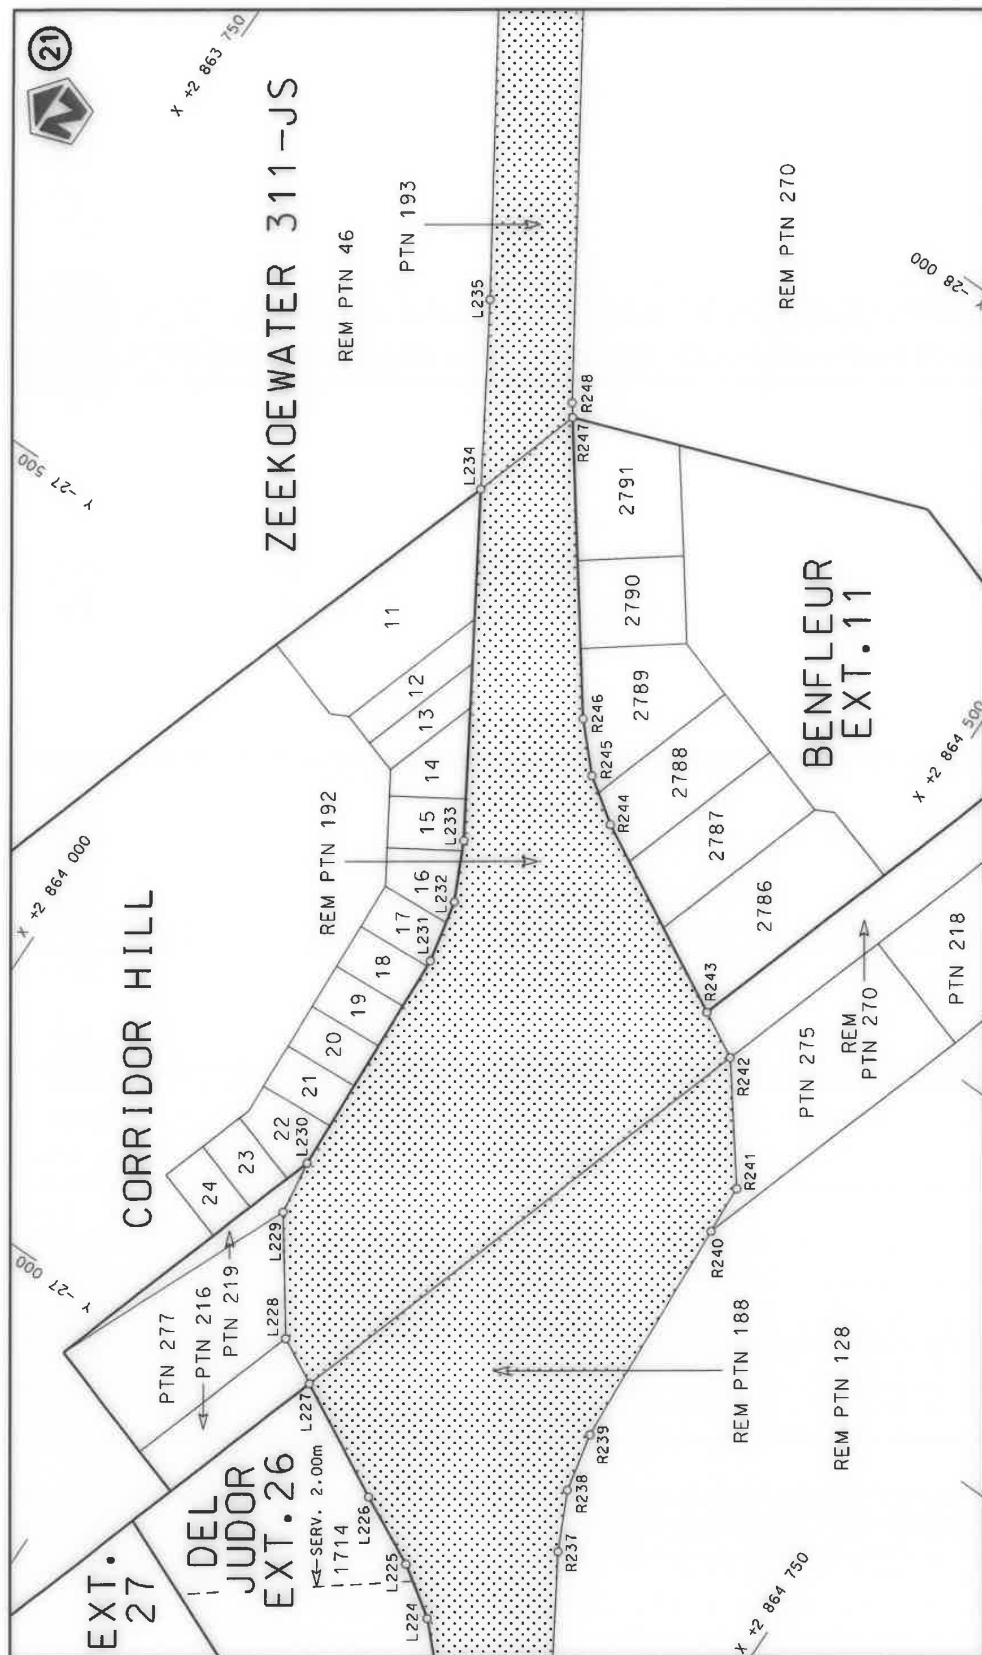 21
N
X +2 863 750
ZEEKOEWATER 311-JS
REM PTN 46
PTN 193
REM PTN 270
Y -28 000
Y -27 500
L235
L234
R248
R247
11
12
13
14
15
16
17
18
19
20
21
22
23
24
2791
2790
2789
2788
2787
2786
BENFLEUR
EXT.11
X +2 864 500
X +2 864 000
CORRIDOR HILL
REM PTN 192
L233
L232
L231
L230
L229
L228
L227
L226
L225
L224
R246
R245
R244
R243
R242
R241
R240
R239
R238
R237
PTN 218
REM
PTN 270
PTN 275
Y -27 000
PTN 277
PTN 216
PTN 219
REM PTN 188
REM PTN 128
DEL
JUDOR
EXT.26
SERV. 2.00m
1714
EXT.
27
X +2 864 750